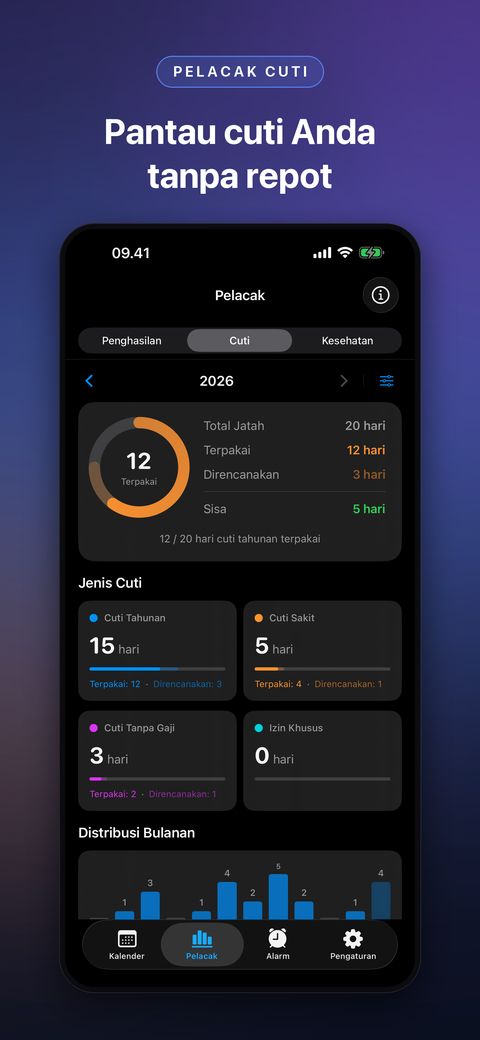 PELACAK CUTI
Pantau cuti Anda
tanpa repot
09.41
Pelacak
Penghasilan
Cuti
Kesehatan
2026
12
Terpakai
Total Jatah
20 hari
Terpakai
12 hari
Direncanakan
3 hari
Sisa
5 hari
12 / 20 hari cuti tahunan terpakai
Jenis Cuti
Cuti Tahunan
15 hari
Terpakai: 12 · Direncanakan: 3
Cuti Sakit
5 hari
Terpakai: 4 · Direncanakan: 1
Cuti Tanpa Gaji
3 hari
Terpakai: 2 · Direncanakan: 1
Izin Khusus
0 hari
Distribusi Bulanan
1
3
1
4
2
5
2
1
4
Kalender
Pelacak
Alarm
Pengaturan